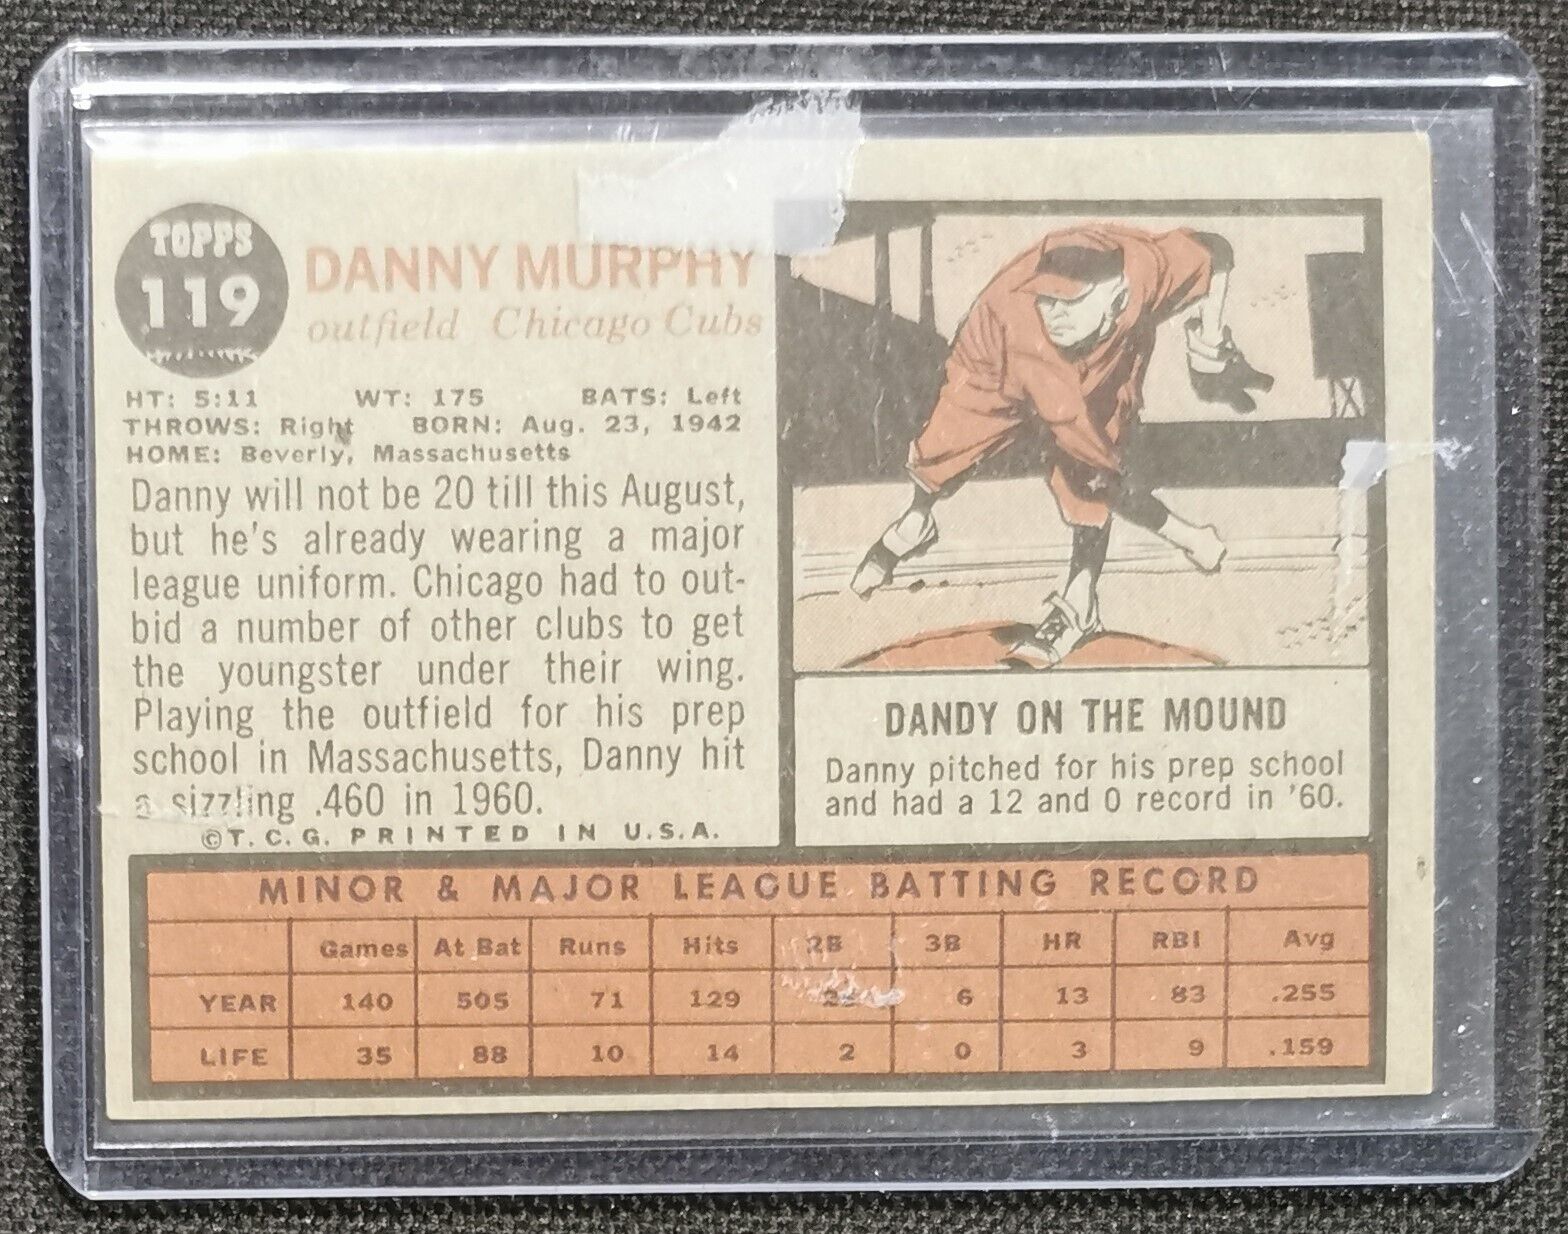 TOPPS
119
DANNY MURPHY
outfield Chicago Cubs
HT: 5:11 WT: 175 BATS: Left
THROWS: Right BORN: Aug. 23, 1942
HOME: Beverly, Massachusetts
Danny will not be 20 till this August,
but he's already wearing a major
league uniform. Chicago had to out-
bid a number of other clubs to get
the youngster under their wing.
Playing the outfield for his prep
school in Massachusetts, Danny hit
a sizzling .460 in 1960.
©T.C.G. PRINTED IN U.S.A.
DANDY ON THE MOUND
Danny pitched for his prep school
and had a 12 and 0 record in '60.
MINOR & MAJOR LEAGUE BATTING RECORD
Games At Bat Runs Hits 2B 3B HR RBI Avg
YEAR 140 505 71 129 6 13 83 .255
LIFE 35 88 10 14 2 0 3 9 .159